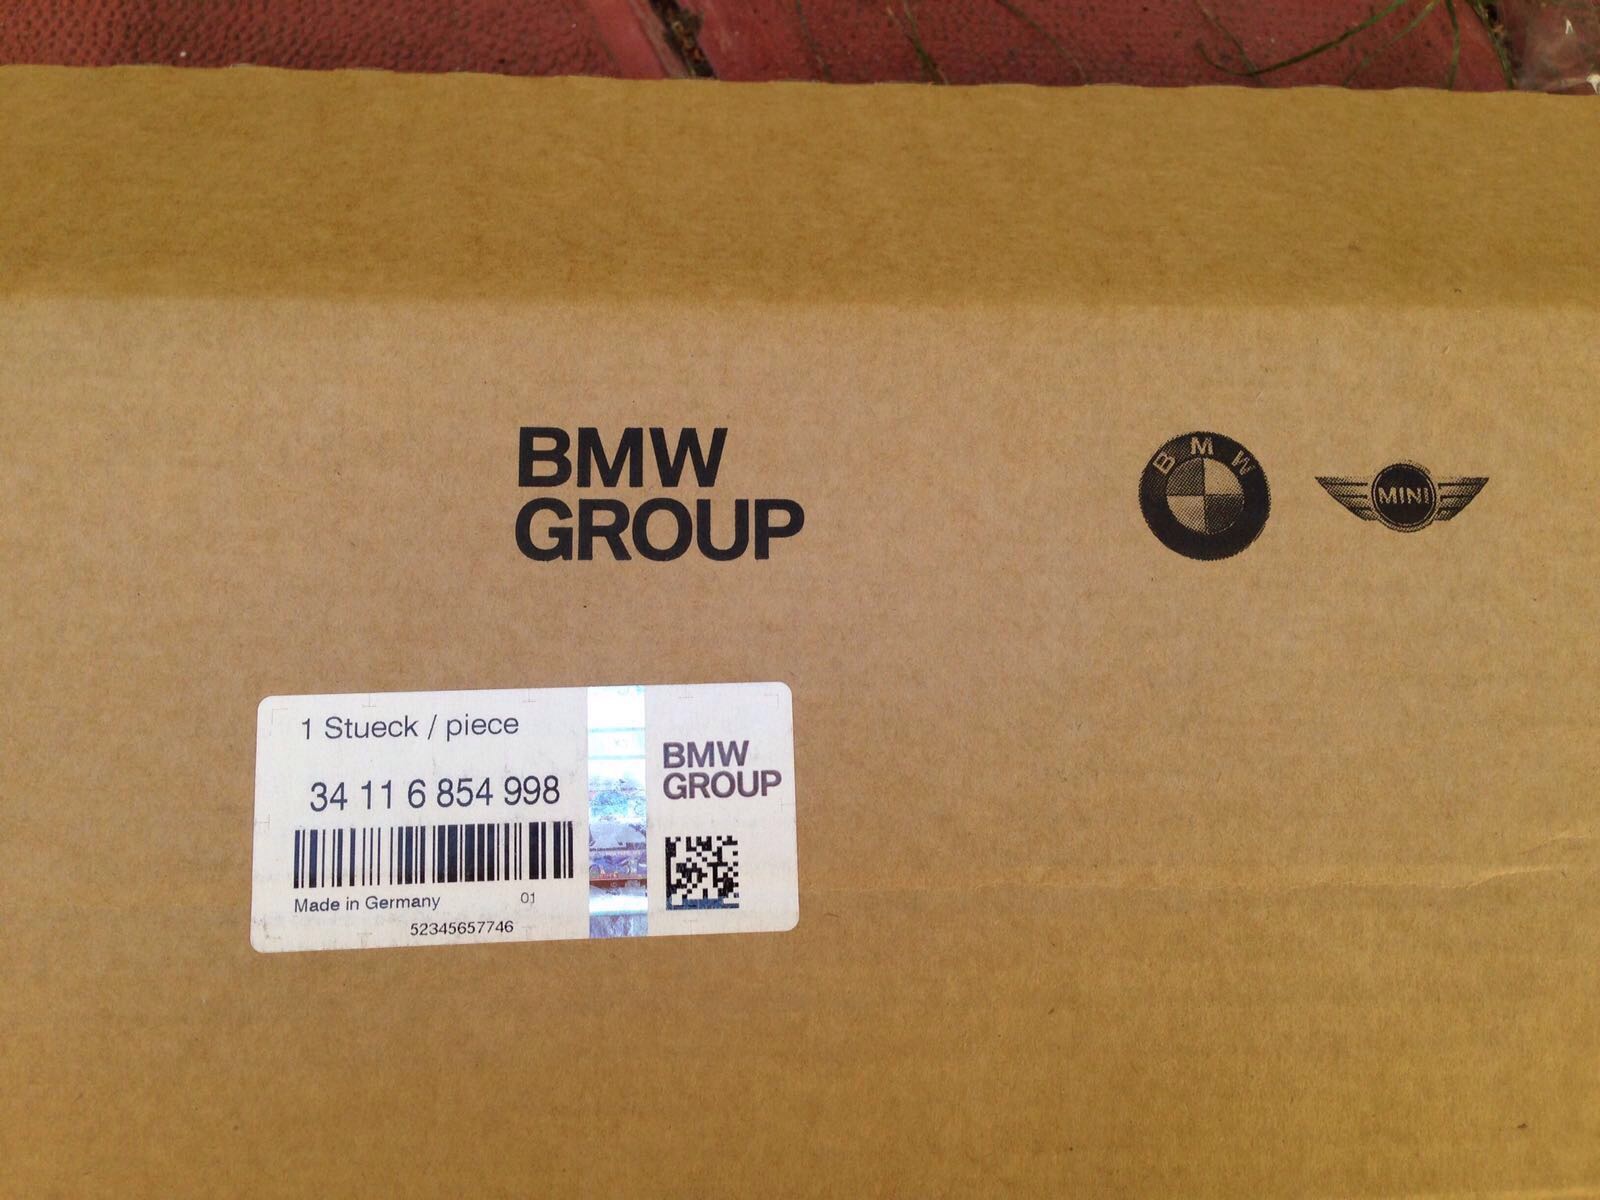 BMW
GROUP
BMW
MINI
1 Stueck / piece
34 11 6 854 998
Made in Germany 01
52345657746
BMW
GROUP